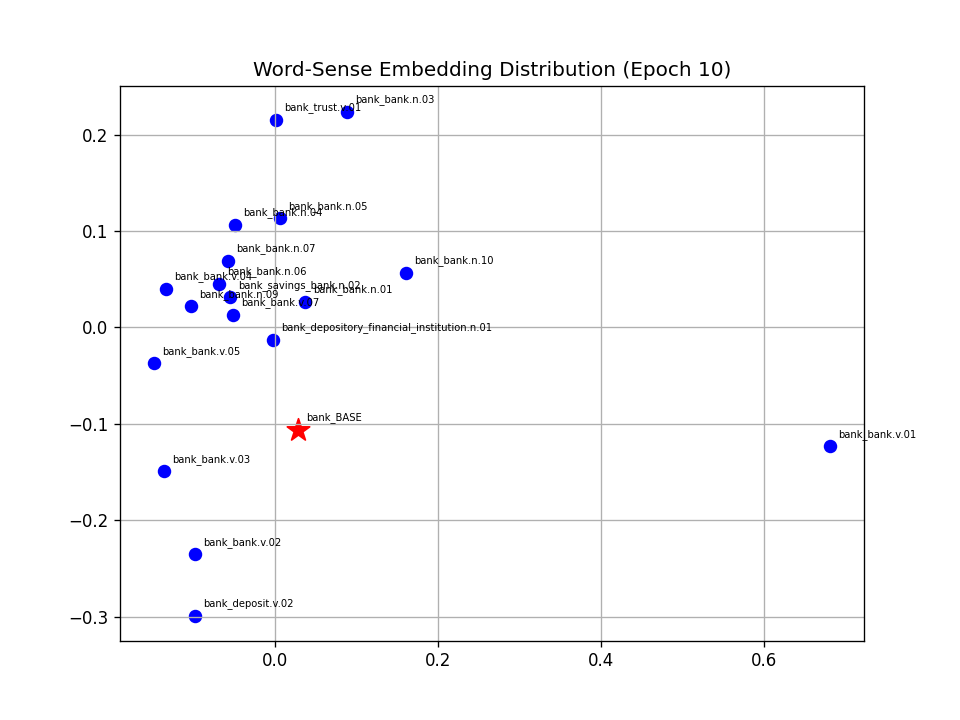 Word-Sense Embedding Distribution (Epoch 10)
bank_bank.n.03
bank_trust.v.01
0.2
bank_bank.n.05
bank_bank.n.04
0.1
bank_bank.n.07
bank_bank.n.10
bank_bank.n.06
bank_bank.v.04
bank_savings_bank.n.02
bank_bank.n.01
bank_bank.n.09
bank_bank.v.07
0.0
bank_depository_financial_institution.n.01
bank_bank.v.05
bank_BASE
−0.1
bank_bank.v.01
bank_bank.v.03
−0.2
bank_bank.v.02
bank_deposit.v.02
−0.3
0.0 0.2 0.4 0.6